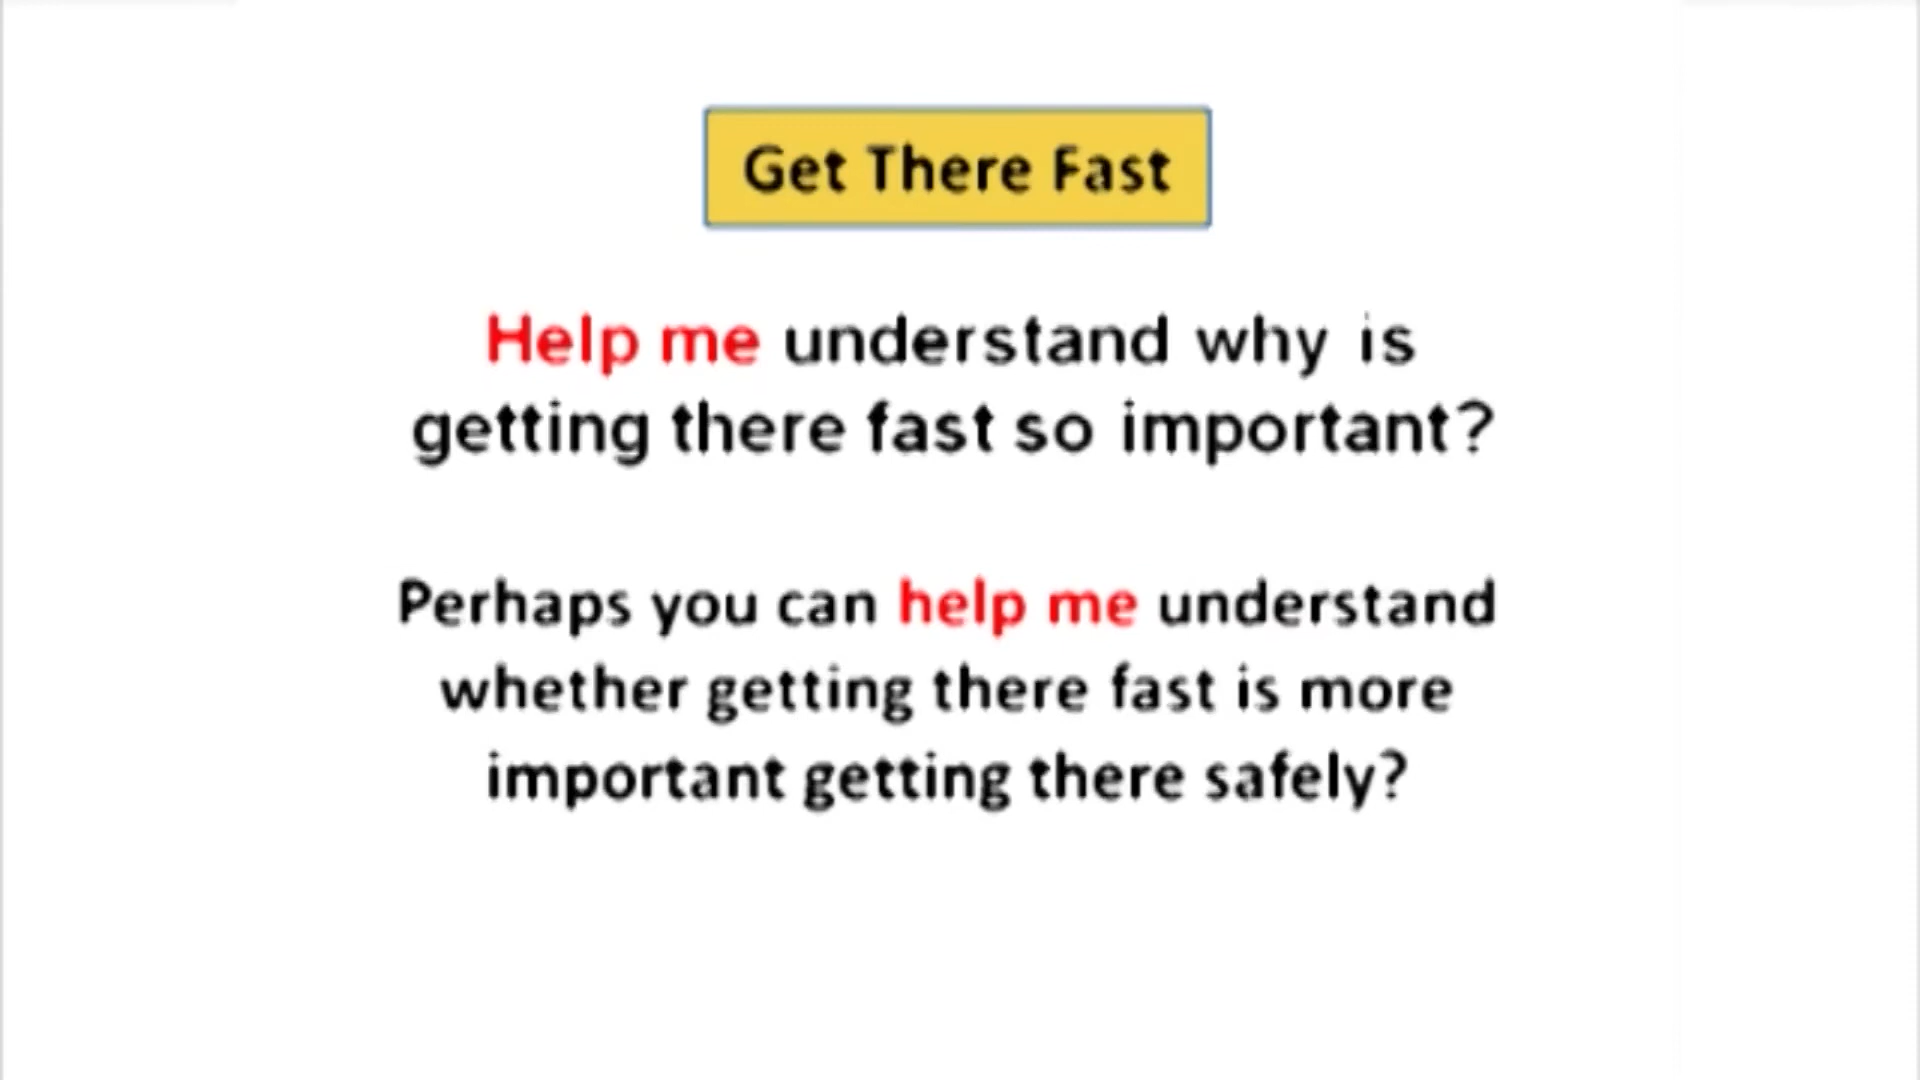 Get There Fast
Help me understand why is
getting there fast so important?
Perhaps you can help me understand
whether getting there fast is more
important getting there safely?